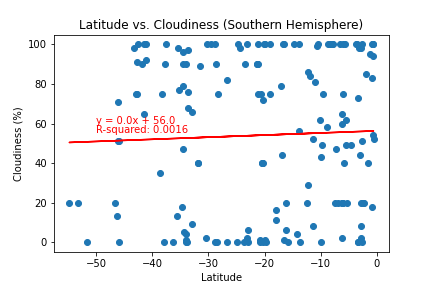 Latitude vs. Cloudiness (Southern Hemisphere)
100
80
60
40
20
0
Cloudiness (%)
y = 0.0x + 56.0
R-squared: 0.0016
−50 −40 −30 −20 −10 0
Latitude